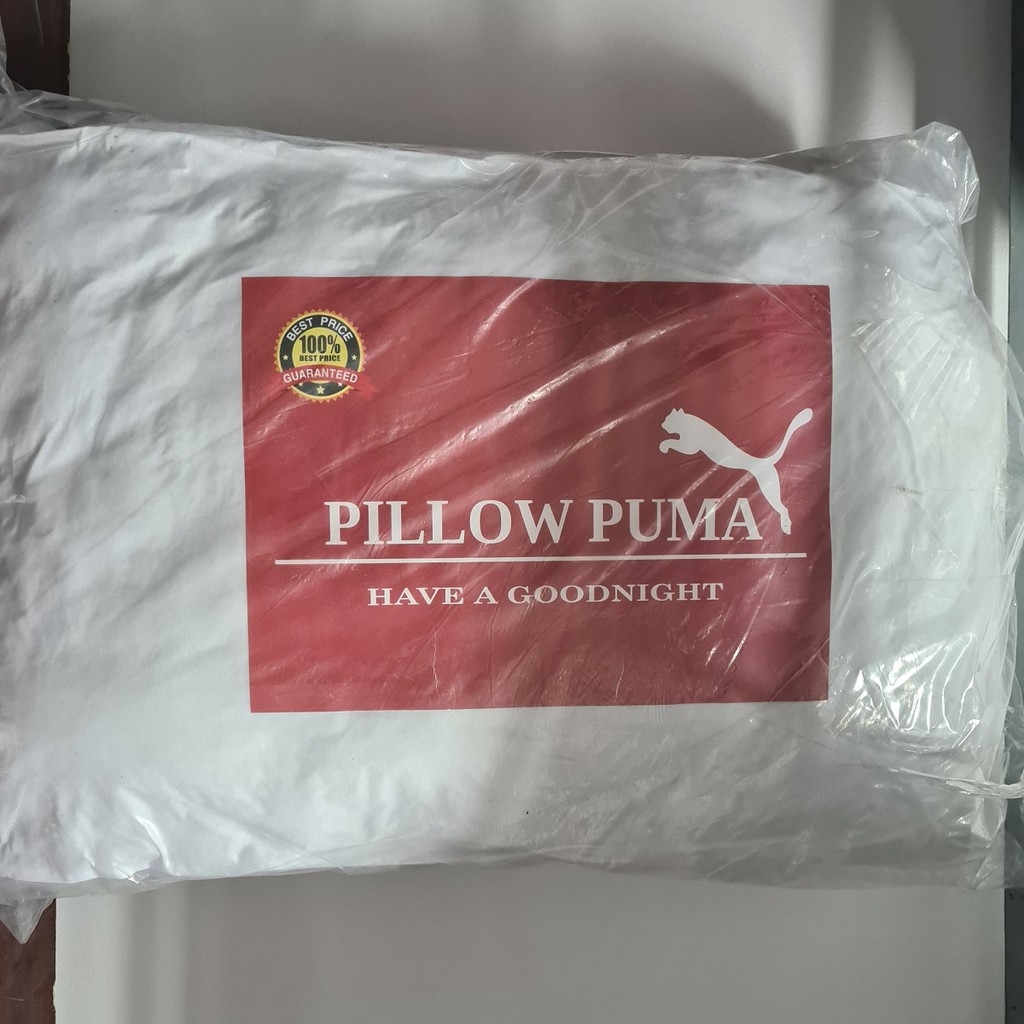 BEST PRICE
100%
BEST PRICE
GUARANTEED
PILLOW PUMA
HAVE A GOODNIGHT